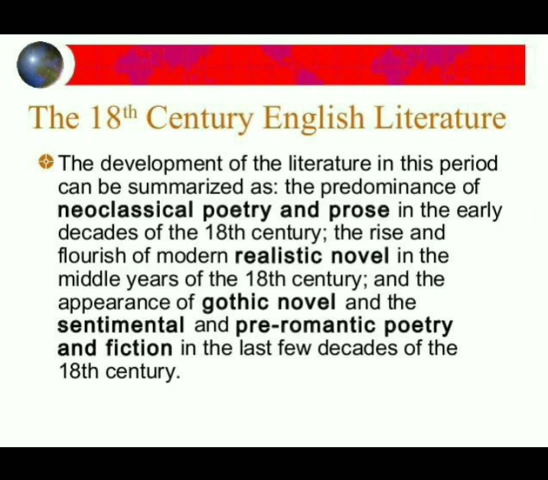 The 18th Century English Literature
The development of the literature in this period
can be summarized as: the predominance of
neoclassical poetry and prose in the early
decades of the 18th century; the rise and
flourish of modern realistic novel in the
middle years of the 18th century; and the
appearance of gothic novel and the
sentimental and pre-romantic poetry
and fiction in the last few decades of the
18th century.